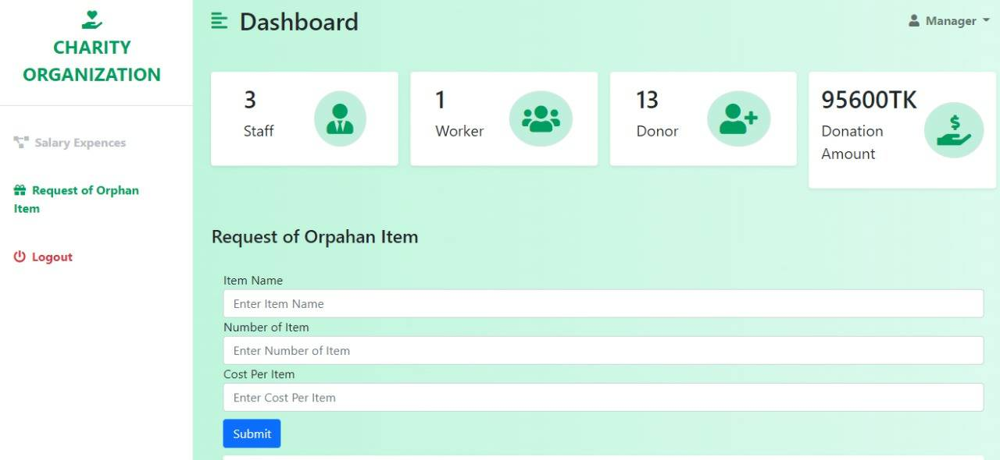 CHARITY
ORGANIZATION
Salary Expences
Request of Orphan
Item
Logout
Dashboard
Manager
3
Staff
1
Worker
13
Donor
95600TK
Donation
Amount
Request of Orpahan Item
Item Name
Enter Item Name
Number of Item
Enter Number of Item
Cost Per Item
Enter Cost Per Item
Submit